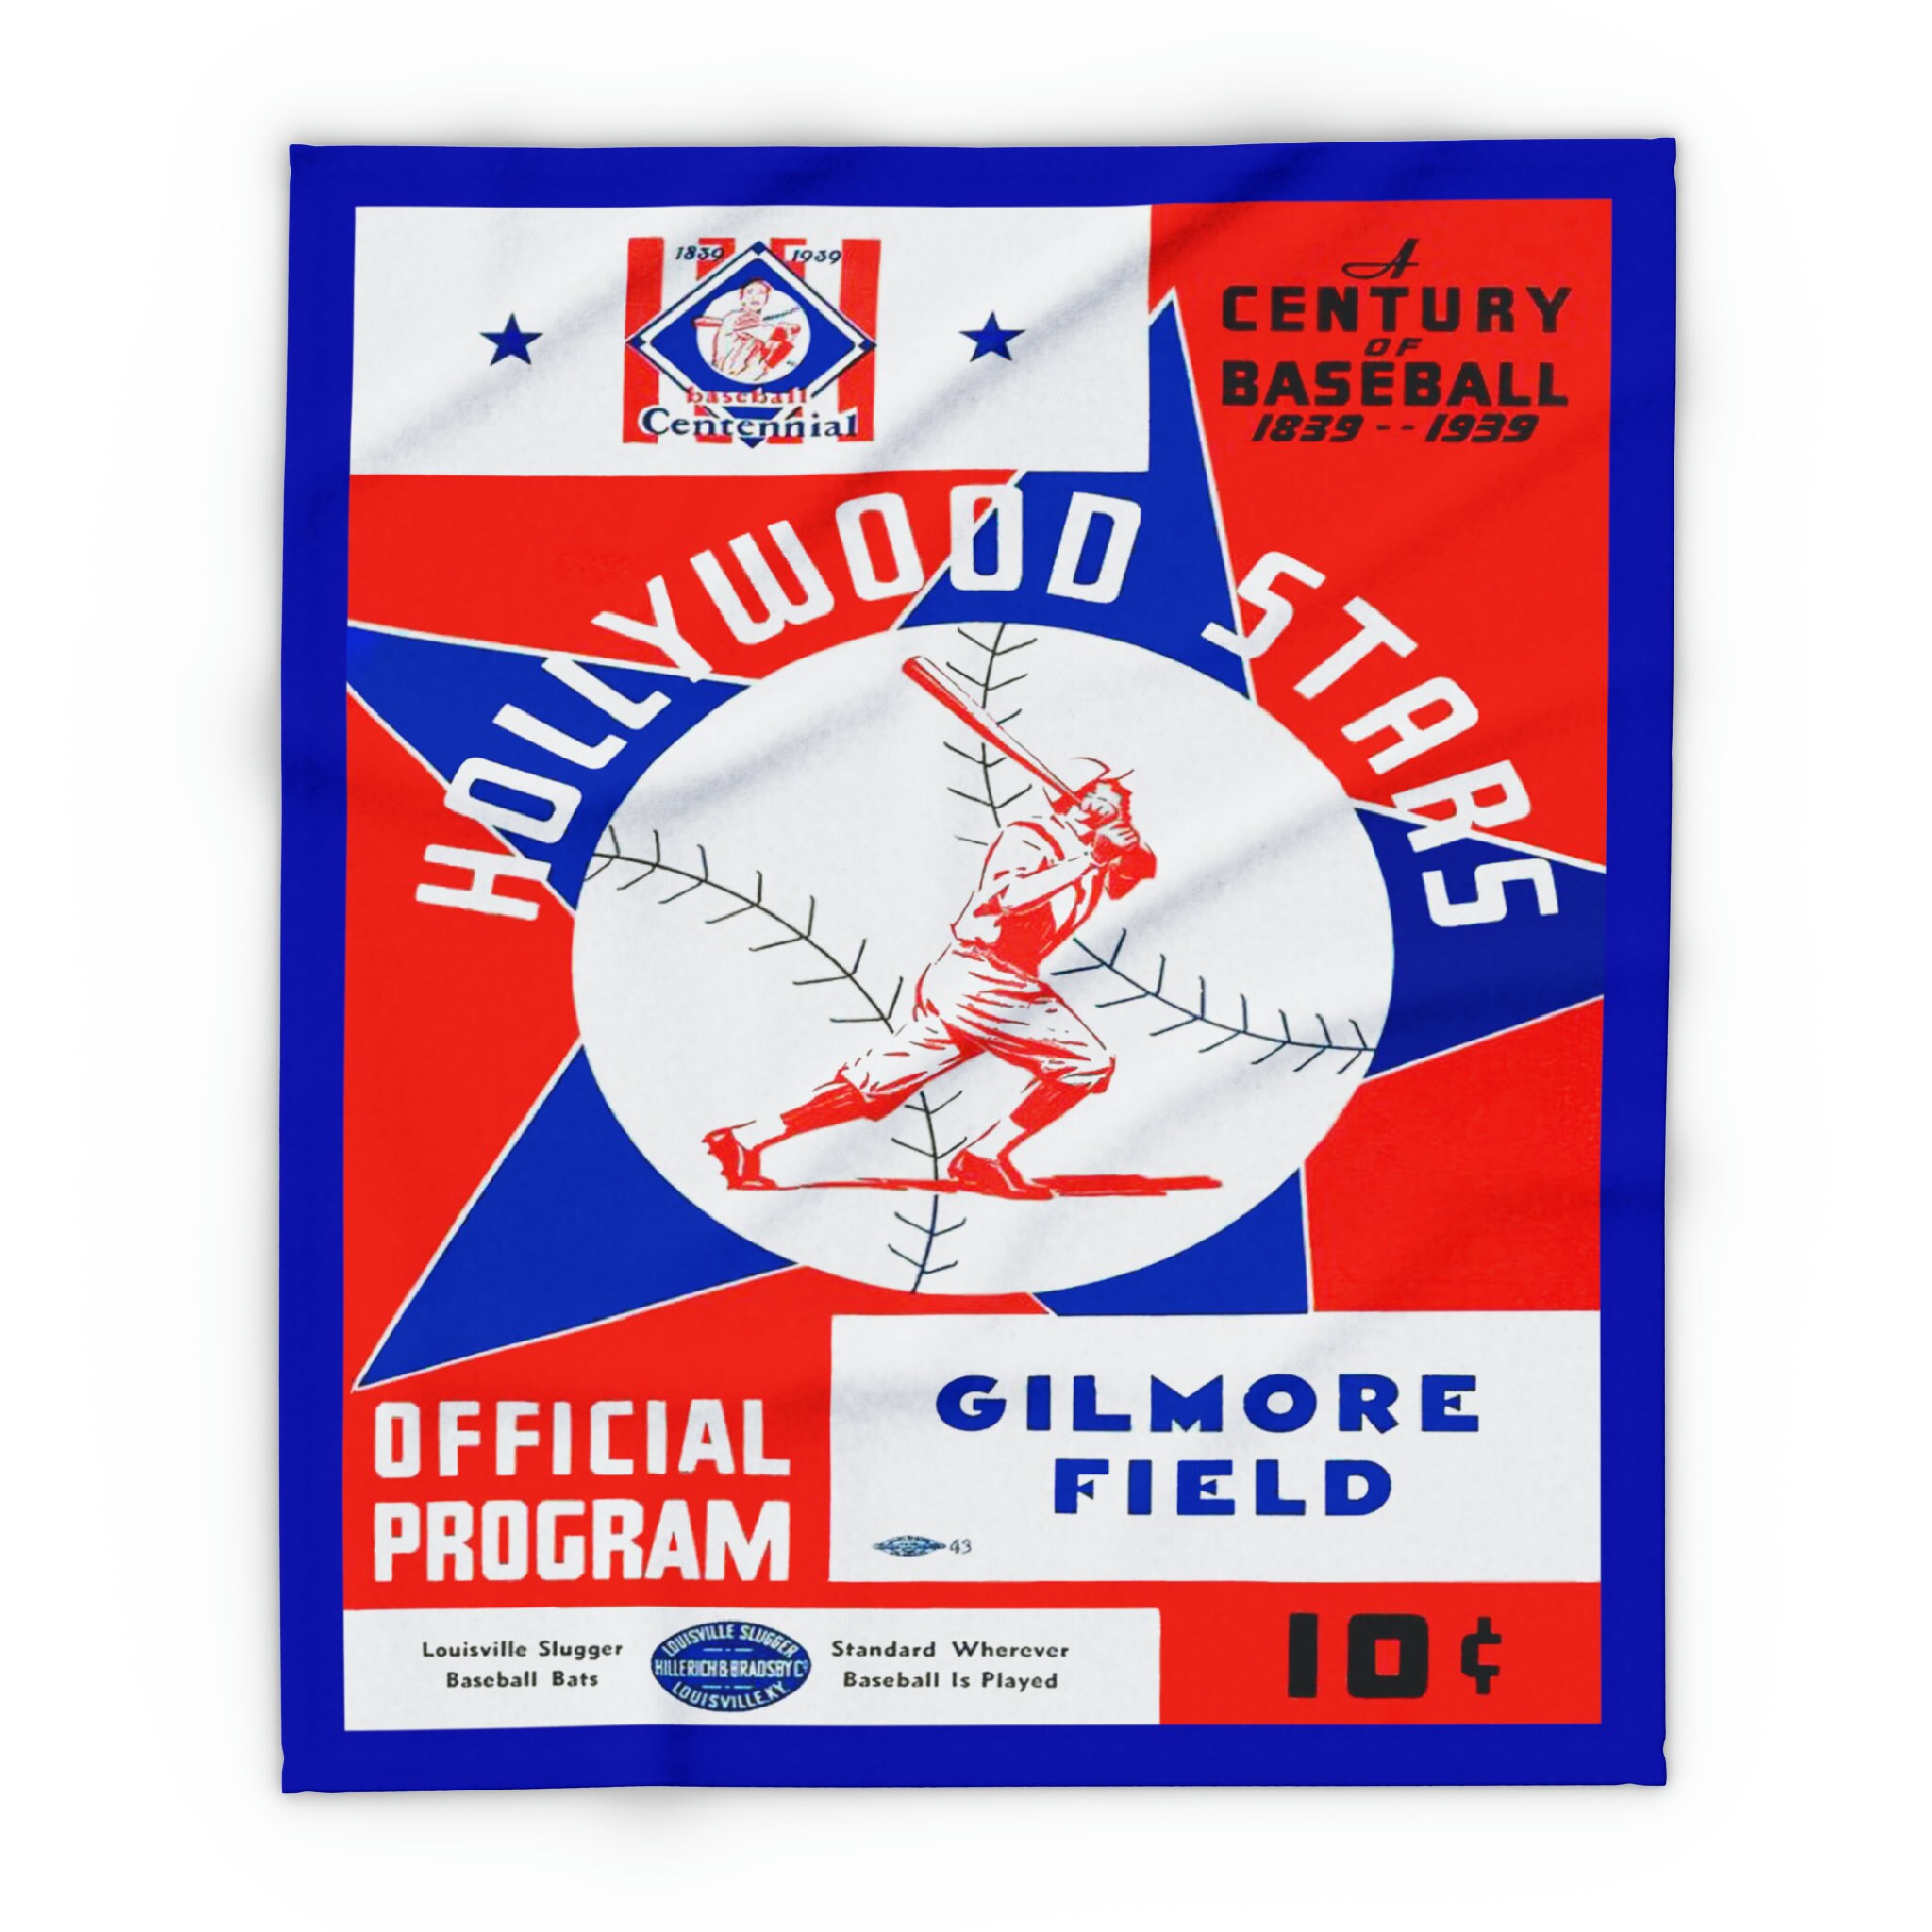 1839 1939
baseball
Centennial
A
CENTURY
OF
BASEBALL
1839 -- 1939
HOLLYWOOD STARS
GILMORE
FIELD
43
OFFICIAL
PROGRAM
Louisville Slugger
Baseball Bats
LOUISVILLE SLUGGER
HILLERICH & BRADSBY Cº
LOUISVILLE KY.
Standard Wherever
Baseball Is Played
10¢